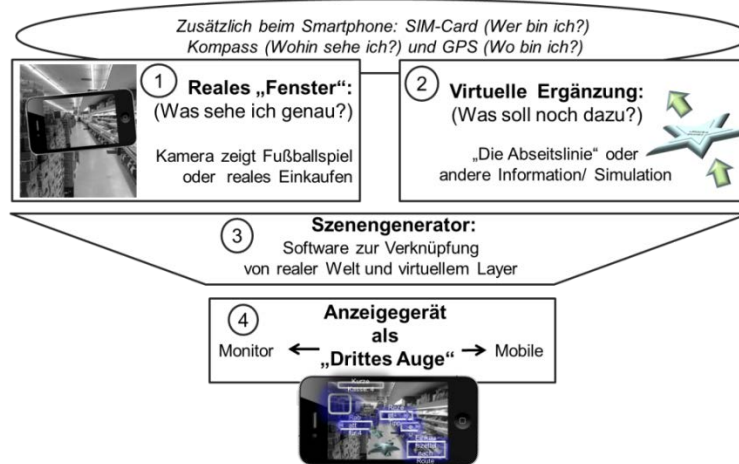 Zusätzlich beim Smartphone: SIM-Card (Wer bin ich?)
Kompass (Wohin sehe ich?) und GPS (Wo bin ich?)
1
Reales „Fenster“:
(Was sehe ich genau?)
Kamera zeigt Fußballspiel
oder reales Einkaufen
2
Virtuelle Ergänzung:
(Was soll noch dazu?)
„Die Abseitslinie“ oder
andere Information/ Simulation
3
Szenengenerator:
Software zur Verknüpfung
von realer Welt und virtuellem Layer
4
Anzeigegerät
als
„Drittes Auge“
Monitor
Mobile
Route